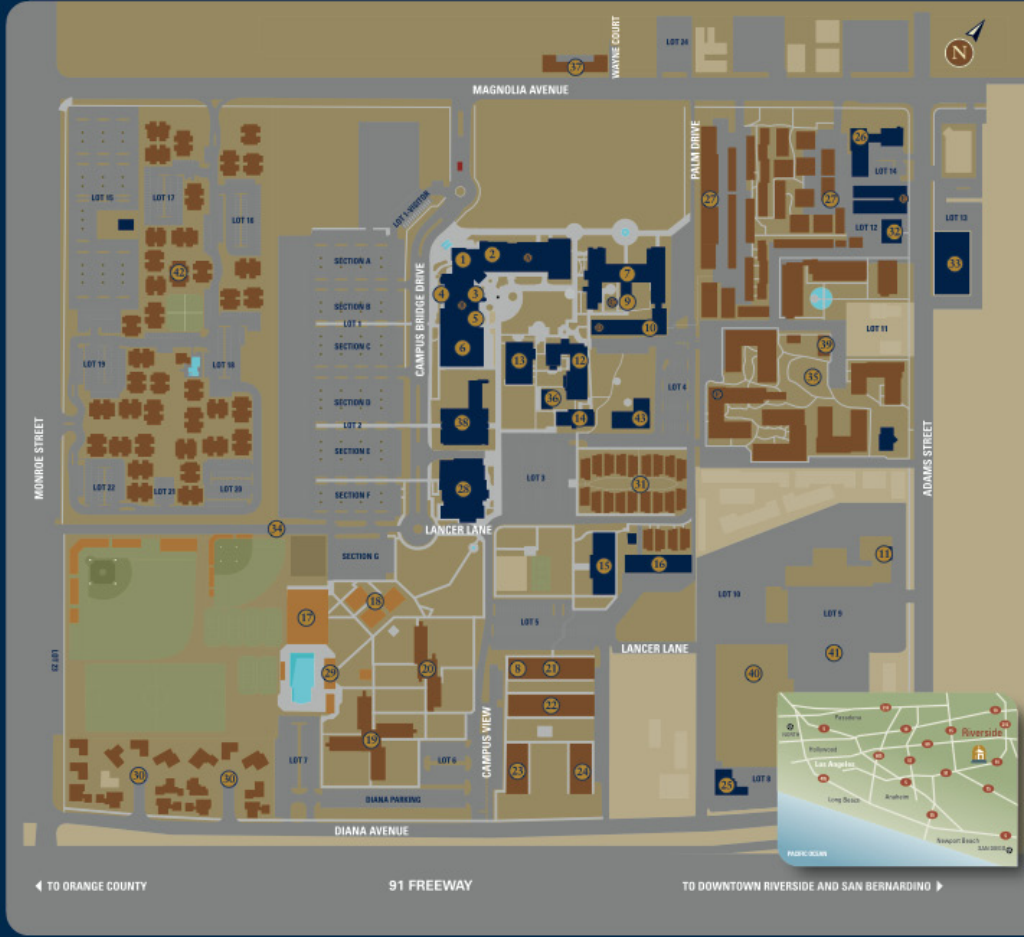 WAYNE COURT
LOT 24
N
37
MAGNOLIA AVENUE
PALM DRIVE
26
LOT 14
LOT 15
LOT 17
LOT 16
LOT 1-VISITOR
27
27
LOT 12
32
LOT 13
33
42
SECTION A
1
2
4
3
5
6
7
9
10
SECTION B
LOT 1
SECTION C
CAMPUS BRIDGE DRIVE
LOT 11
39
35
LOT 19
LOT 18
13
12
36
14
43
LOT 4
SECTION D
LOT 2
SECTION E
SECTION F
38
28
LOT 3
31
MONROE STREET
ADAMS STREET
LOT 22
LOT 21
LOT 20
34
LANCER LANE
SECTION G
15
16
11
17
18
LOT 10
LOT 9
LOT 5
LANCER LANE
41
40
LOT 23
29
20
8
21
22
19
CAMPUS VIEW
30
30
LOT 7
LOT 6
23
24
25
LOT 8
DIANA PARKING
DIANA AVENUE
Pasadena
Hollywood
Los Angeles
Riverside
Long Beach
Anaheim
Newport Beach
SAN DIEGO
PACIFIC OCEAN
TO ORANGE COUNTY
91 FREEWAY
TO DOWNTOWN RIVERSIDE AND SAN BERNARDINO